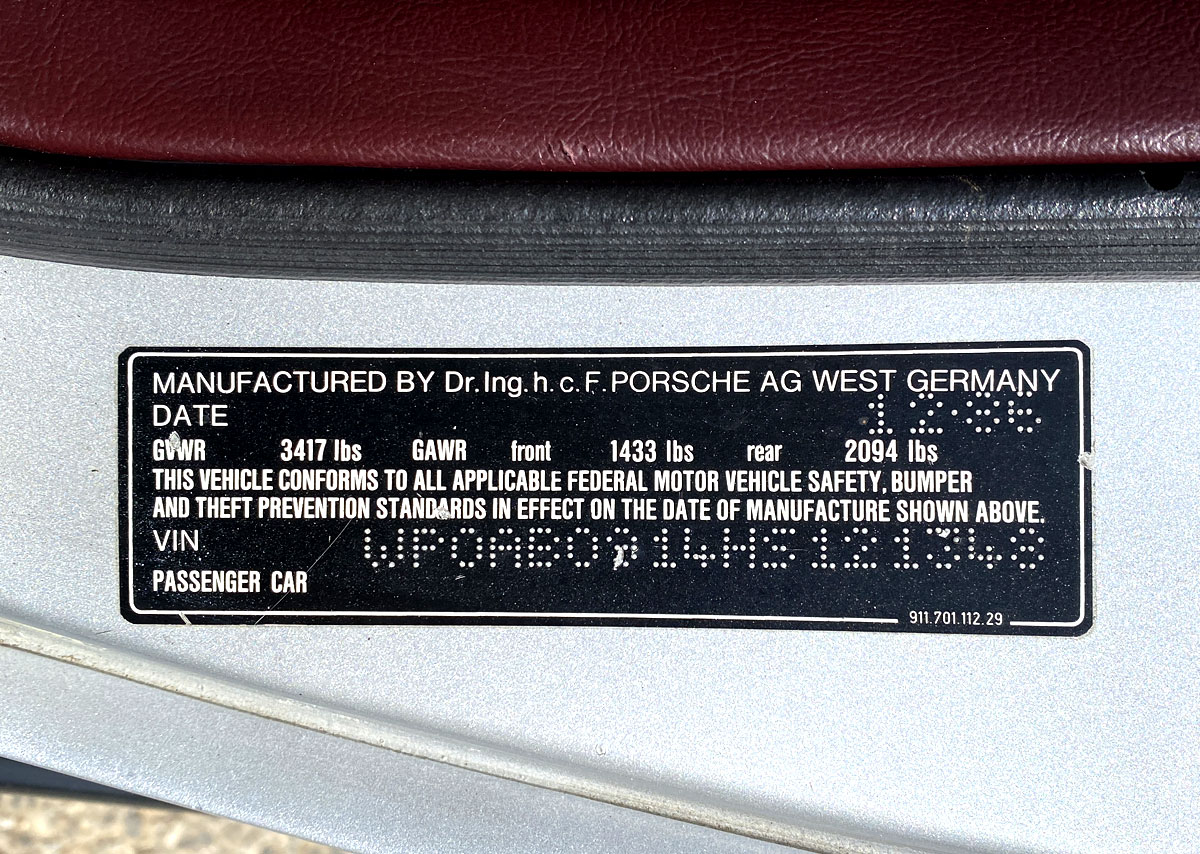 MANUFACTURED BY Dr.Ing.h.c.F.PORSCHE AG WEST GERMANY
DATE 12-86
GVWR 3417 lbs GAWR front 1433 lbs rear 2094 lbs
THIS VEHICLE CONFORMS TO ALL APPLICABLE FEDERAL MOTOR VEHICLE SAFETY, BUMPER
AND THEFT PREVENTION STANDARDS IN EFFECT ON THE DATE OF MANUFACTURE SHOWN ABOVE.
VIN WP0AB0914HS121348
PASSENGER CAR
911.701.112.29